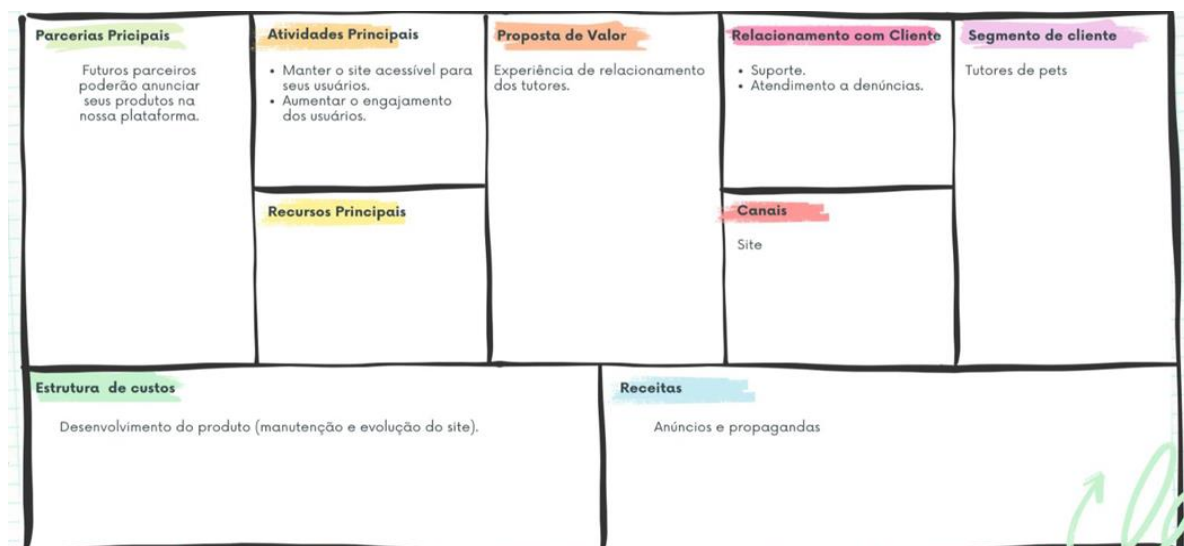 Parcerias Pricipais
Futuros parceiros
poderão anunciar
seus produtos na
nossa plataforma.
Atividades Principais
• Manter o site acessível para
seus usuários.
• Aumentar o engajamento
dos usuários.
Recursos Principais
Proposta de Valor
Experiência de relacionamento
dos tutores.
Relacionamento com Cliente
• Suporte.
• Atendimento a denúncias.
Canais
Site
Segmento de cliente
Tutores de pets
Estrutura de custos
Desenvolvimento do produto (manutenção e evolução do site).
Receitas
Anúncios e propagandas